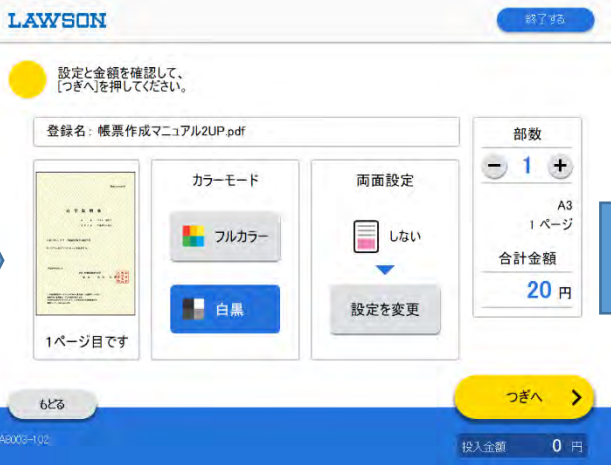 LAWSON
終了する
設定と金額を確認して、
[つぎへ]を押してください。
登録名: 帳票作成マニュアル2UP.pdf
1ページ目です
カラーモード
フルカラー
白黒
両面設定
しない
設定を変更
部数
− 1 +
A3
1 ページ
合計金額
20 円
もどる
つぎへ
A8003-102
投入金額 0 円